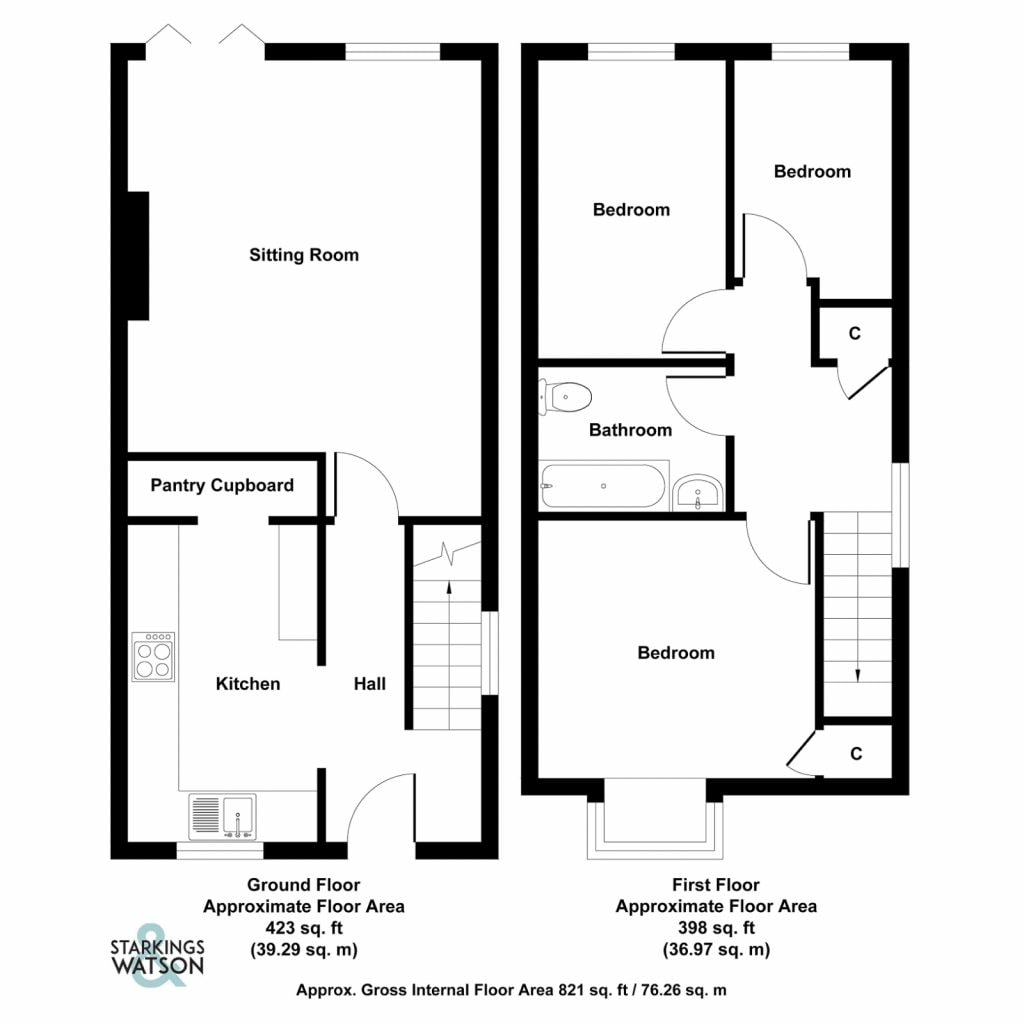 Sitting Room
Pantry Cupboard
Kitchen
Hall
Bedroom
Bedroom
C
Bathroom
Bedroom
C
Ground Floor
Approximate Floor Area
423 sq. ft
(39.29 sq. m)
First Floor
Approximate Floor Area
398 sq. ft
(36.97 sq. m)
STARKINGS
& WATSON
Approx. Gross Internal Floor Area 821 sq. ft / 76.26 sq. m